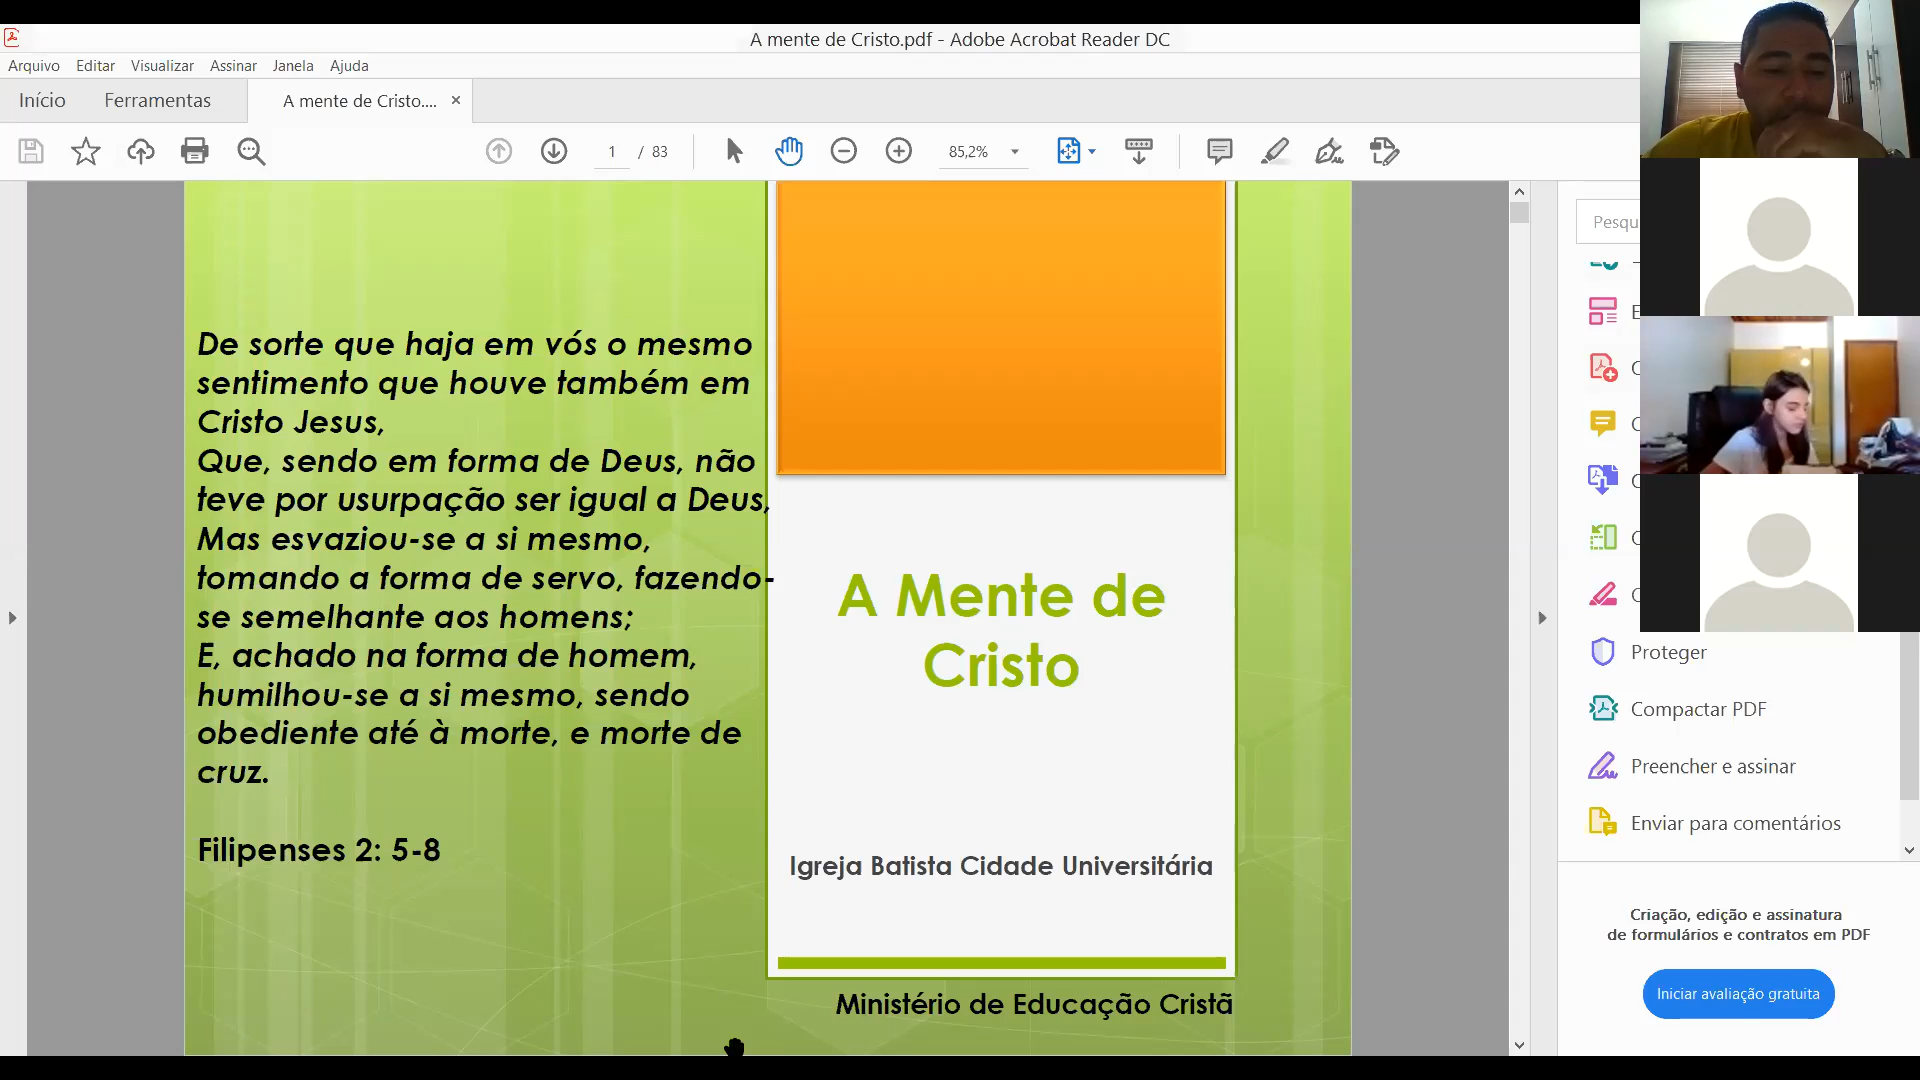 A mente de Cristo.pdf - Adobe Acrobat Reader DC
Arquivo Editar Visualizar Assinar Janela Ajuda
Início Ferramentas A mente de Cristo.... ×
1 / 83 85,2%
De sorte que haja em vós o mesmo
sentimento que houve também em
Cristo Jesus,
Que, sendo em forma de Deus, não
teve por usurpação ser igual a Deus,
Mas esvaziou-se a si mesmo,
tomando a forma de servo, fazendo-
se semelhante aos homens;
E, achado na forma de homem,
humilhou-se a si mesmo, sendo
obediente até à morte, e morte de
cruz.
Filipenses 2: 5-8
A Mente de
Cristo
Igreja Batista Cidade Universitária
Ministério de Educação Cristã
Pesqu
Proteger
Compactar PDF
Preencher e assinar
Enviar para comentários
Criação, edição e assinatura
de formulários e contratos em PDF
Iniciar avaliação gratuita